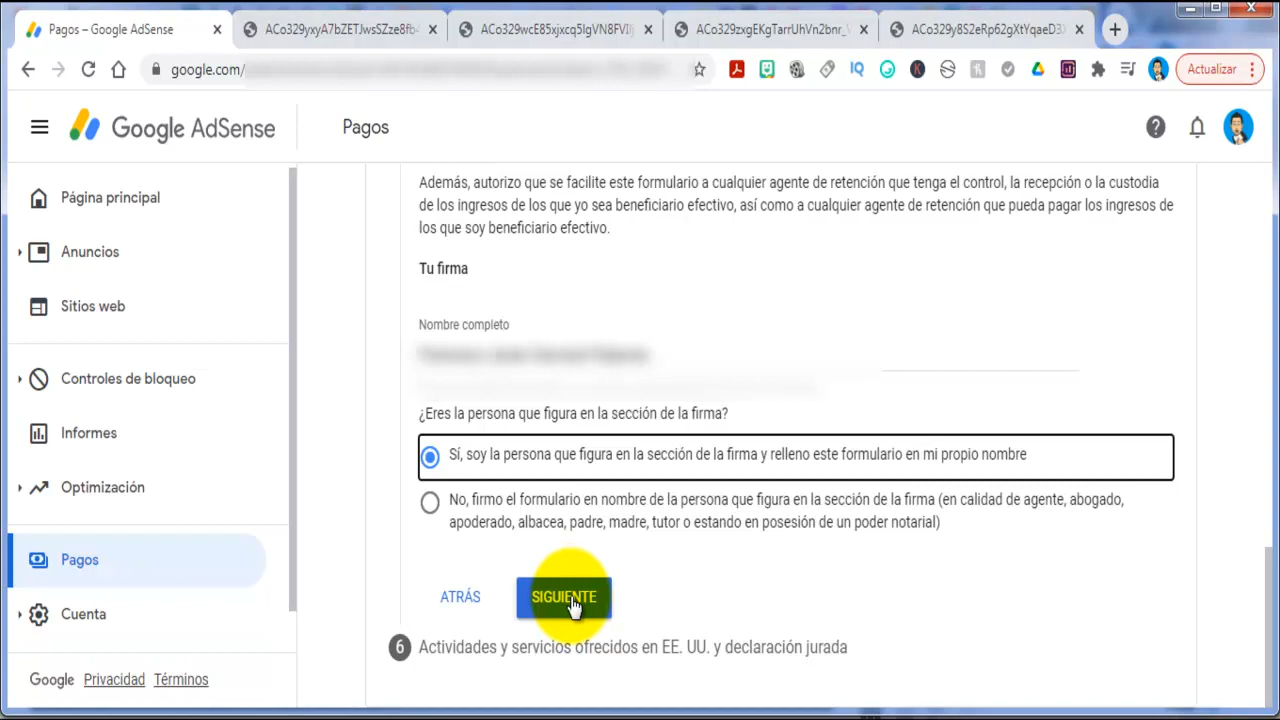 Pagos – Google AdSense
ACo329yxyA7bZETJwsSZze8fb4
ACo329wcE85xjxcq5IgVN8FVIIj
ACo329zxgEKgTarrUhVn2bnr_V
ACo329y8S2eRp62gXtYqaeD3X
google.com/
Actualizar
Google AdSense
Pagos
Página principal
Anuncios
Sitios web
Controles de bloqueo
Informes
Optimización
Pagos
Cuenta
Google Privacidad Términos
Además, autorizo que se facilite este formulario a cualquier agente de retención que tenga el control, la recepción o la custodia
de los ingresos de los que yo sea beneficiario efectivo, así como a cualquier agente de retención que pueda pagar los ingresos de
los que soy beneficiario efectivo.
Tu firma
Nombre completo
¿Eres la persona que figura en la sección de la firma?
Sí, soy la persona que figura en la sección de la firma y relleno este formulario en mi propio nombre
No, firmo el formulario en nombre de la persona que figura en la sección de la firma (en calidad de agente, abogado,
apoderado, albacea, padre, madre, tutor o estando en posesión de un poder notarial)
ATRÁS
SIGUIENTE
6 Actividades y servicios ofrecidos en EE. UU. y declaración jurada